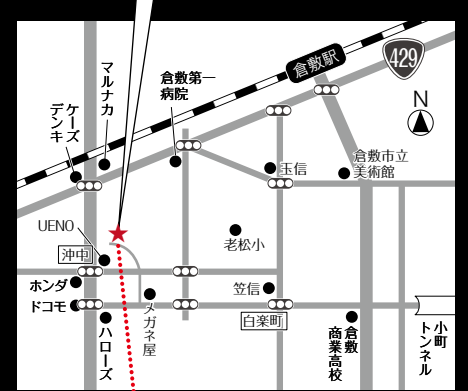 倉敷駅
429
N
マルナカ
ケーズ
デンキ
倉敷第一
病院
玉信
倉敷市立
美術館
UENO
沖中
老松小
ホンダ
ドコモ
ハローズ
メガネ屋
笠信
白楽町
倉敷
商業高校
小町
トンネル